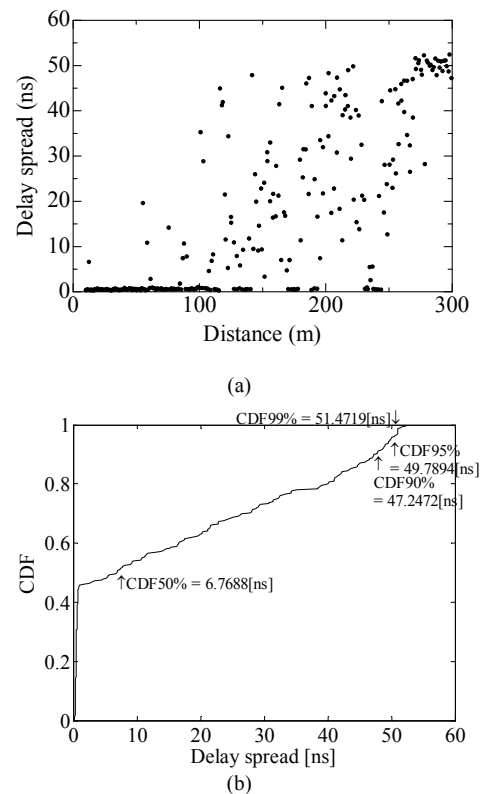 60
50
40
30
20
10
0
Delay spread (ns)
0 100 200 300
Distance (m)
(a)
CDF99% = 51.4719[ns]↓
1
0.8
0.6
0.4
0.2
0
CDF
↑CDF95%
= 49.7894[ns]
↑
CDF90%
= 47.2472[ns]
↑CDF50% = 6.7688[ns]
0 10 20 30 40 50 60
Delay spread [ns]
(b)